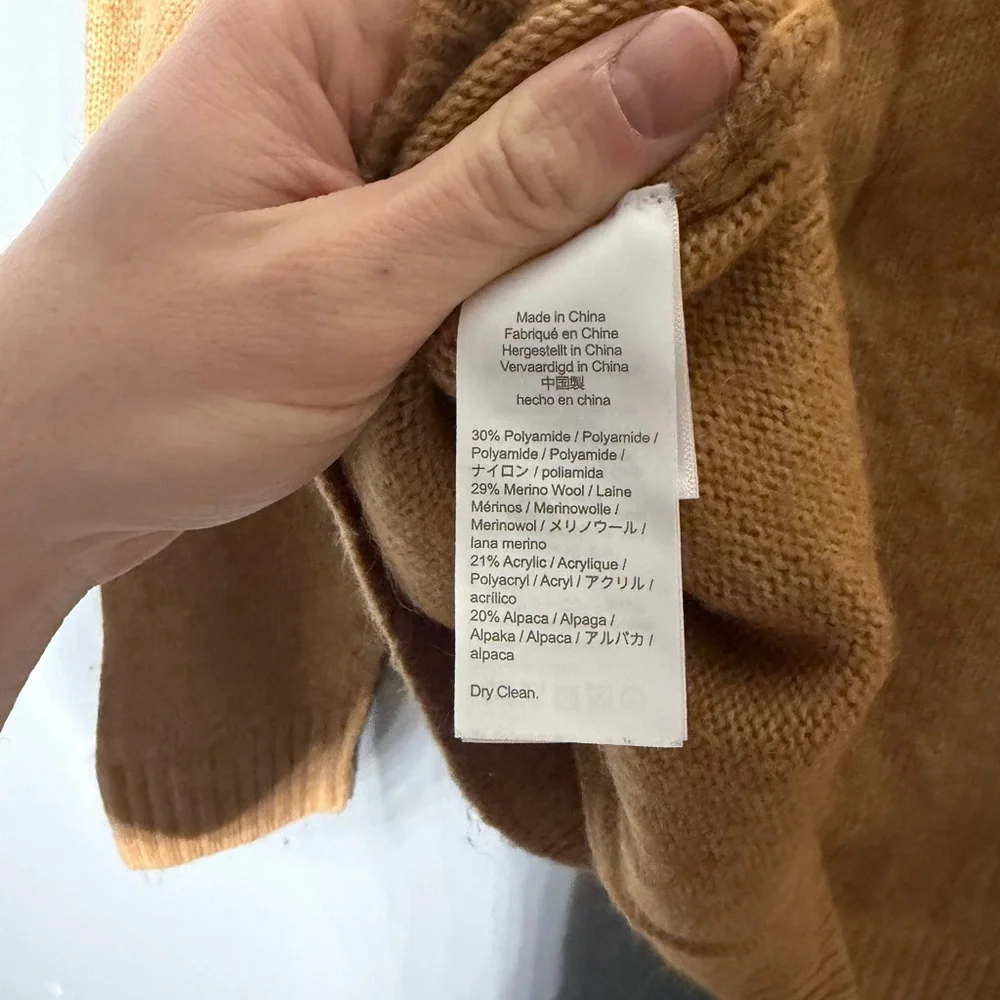 Made in China
Fabriqué en Chine
Hergestellt in China
Vervaardigd in China
中国製
hecho en china
30% Polyamide / Polyamide /
Polyamide / Polyamide /
ナイロン / poliamida
29% Merino Wool / Laine
Mérinos / Merinowolle /
Merinowol / メリノウール /
lana merino
21% Acrylic / Acrylique /
Polyacryl / Acryl / アクリル /
acrílico
20% Alpaca / Alpaga /
Alpaka / Alpaca / アルパカ /
alpaca
Dry Clean.